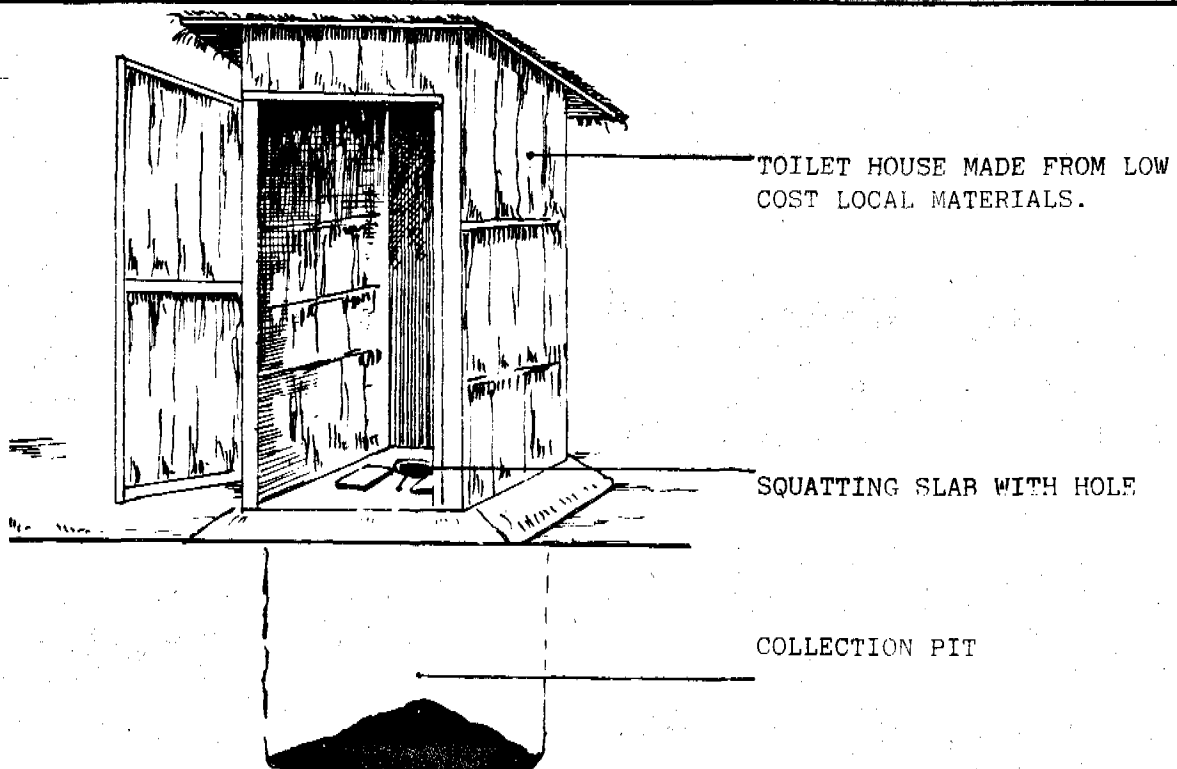 TOILET HOUSE MADE FROM LOW
COST LOCAL MATERIALS.
SQUATTING SLAB WITH HOLE
COLLECTION PIT